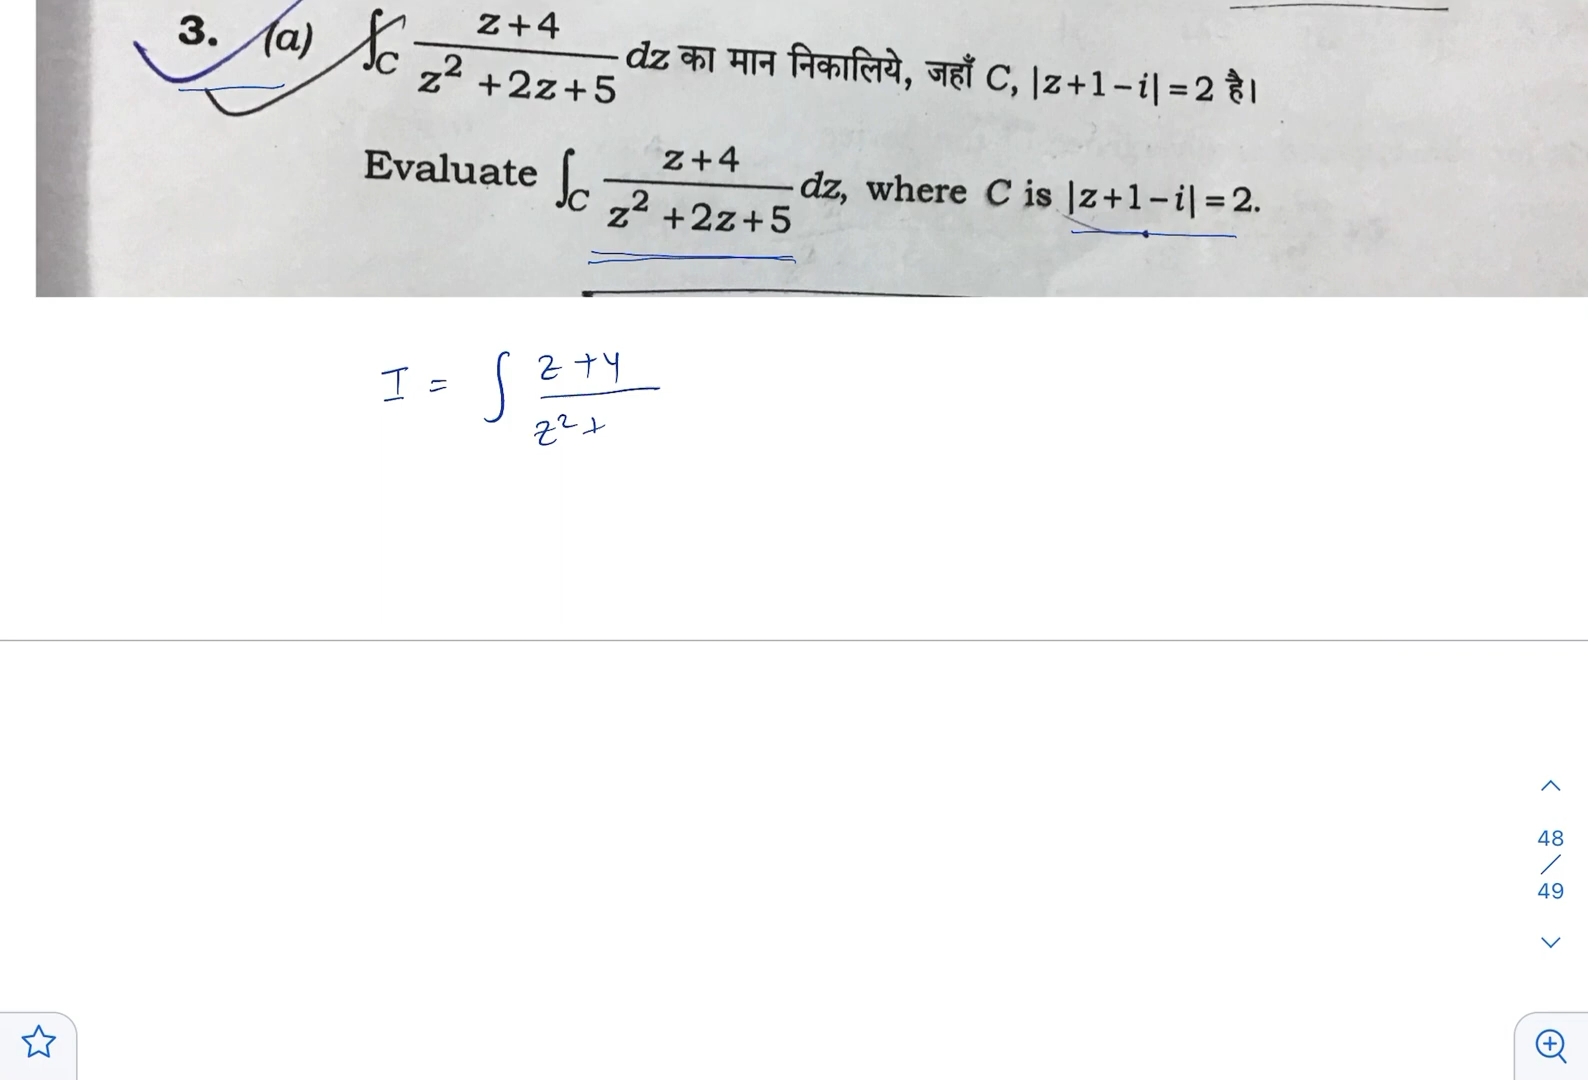 3. (a) ∫_C (z+4)/(z² +2z+5) dz का मान निकालिये, जहाँ C, |z+1−i|=2 है।
Evaluate ∫_C (z+4)/(z² +2z+5) dz, where C is |z+1−i|=2.
I = ∫ (z+4)/(z²+
48
/
49